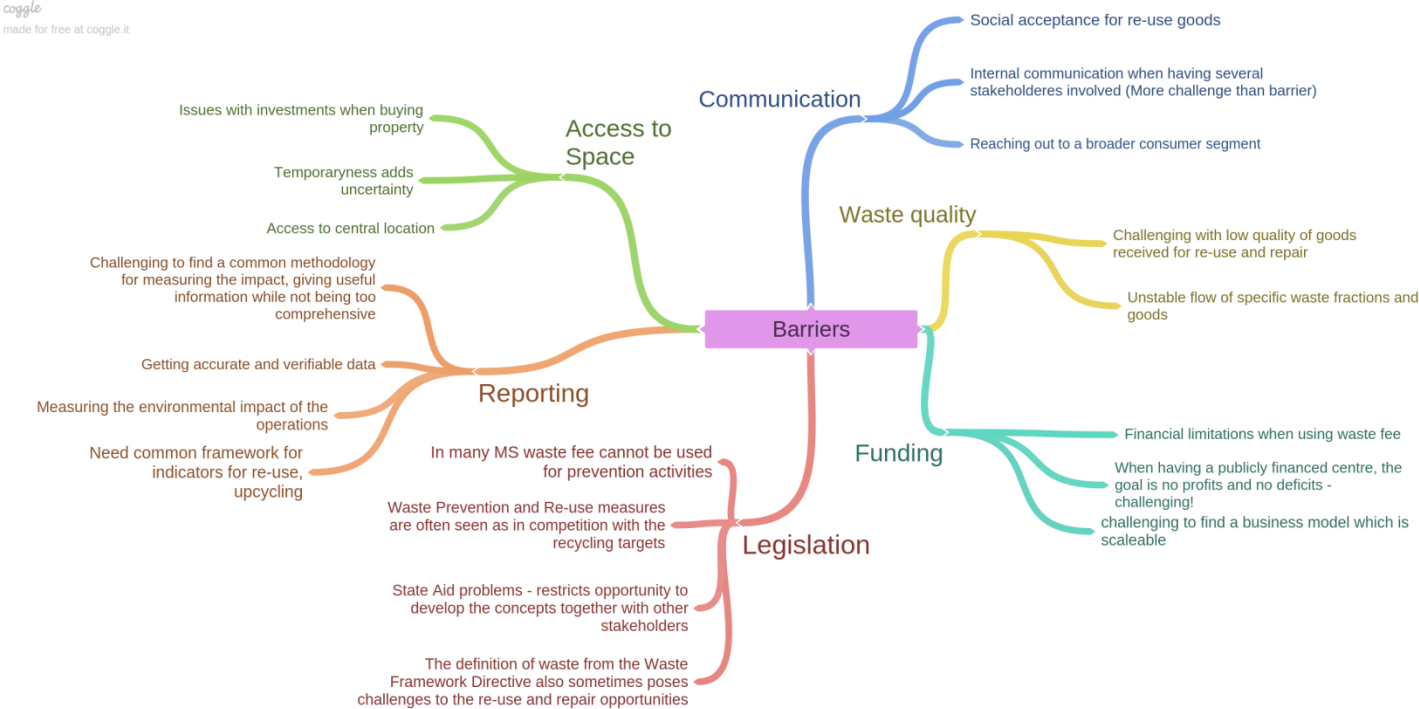 coggle
made for free at coggle.it
Barriers
Communication
Social acceptance for re-use goods
Internal communication when having several
stakeholderes involved (More challenge than barrier)
Reaching out to a broader consumer segment
Waste quality
Challenging with low quality of goods
received for re-use and repair
Unstable flow of specific waste fractions and
goods
Funding
Financial limitations when using waste fee
When having a publicly financed centre, the
goal is no profits and no deficits -
challenging!
challenging to find a business model which is
scaleable
Access to
Space
Issues with investments when buying
property
Temporaryness adds
uncertainty
Access to central location
Reporting
Challenging to find a common methodology
for measuring the impact, giving useful
information while not being too
comprehensive
Getting accurate and verifiable data
Measuring the environmental impact of the
operations
Need common framework for
indicators for re-use,
upcycling
Legislation
In many MS waste fee cannot be used
for prevention activities
Waste Prevention and Re-use measures
are often seen as in competition with the
recycling targets
State Aid problems - restricts opportunity to
develop the concepts together with other
stakeholders
The definition of waste from the Waste
Framework Directive also sometimes poses
challenges to the re-use and repair opportunities